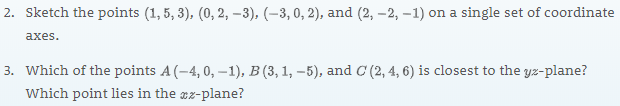 2. Sketch the points (1, 5, 3), (0, 2, −3), (−3, 0, 2), and (2, −2, −1) on a single set of coordinate
axes.
3. Which of the points A (−4, 0, −1), B (3, 1, −5), and C (2, 4, 6) is closest to the yz-plane?
Which point lies in the xz-plane?